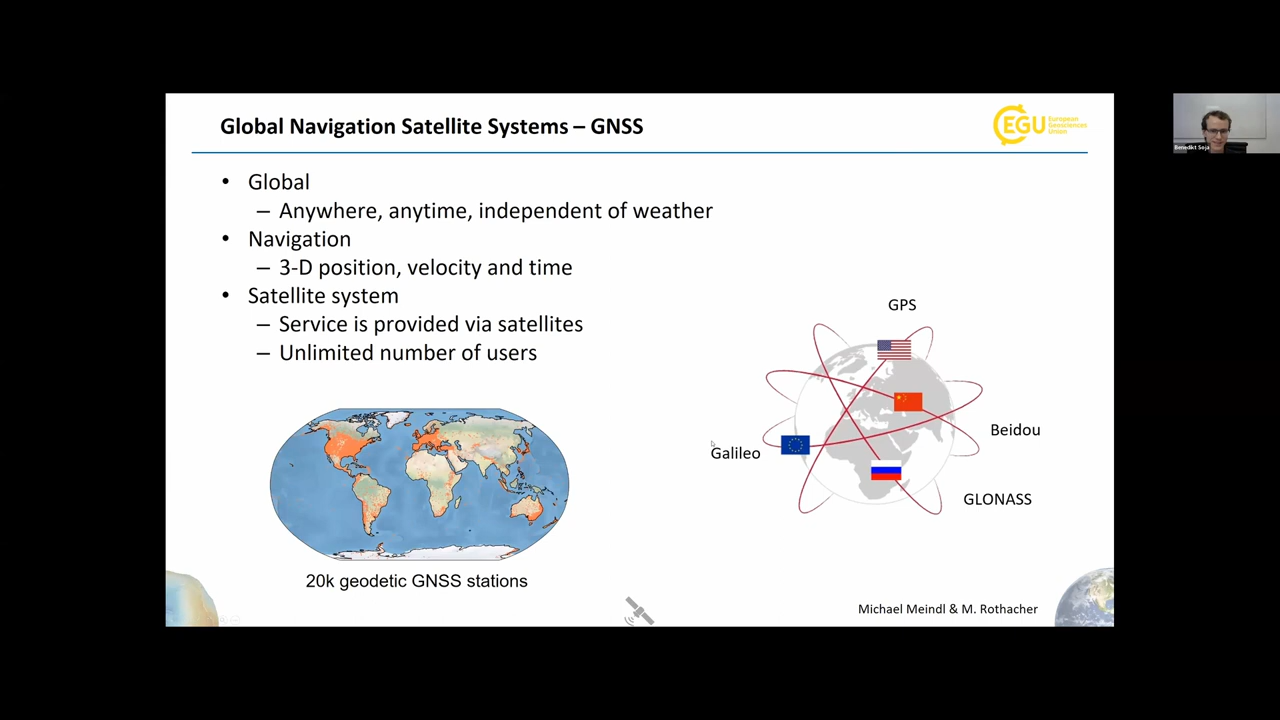 Global Navigation Satellite Systems – GNSS
EGU European
Geosciences
Union
• Global
– Anywhere, anytime, independent of weather
• Navigation
– 3-D position, velocity and time
• Satellite system
– Service is provided via satellites
– Unlimited number of users
GPS
Beidou
Galileo
GLONASS
20k geodetic GNSS stations
Michael Meindl & M. Rothacher
Benedikt Soja